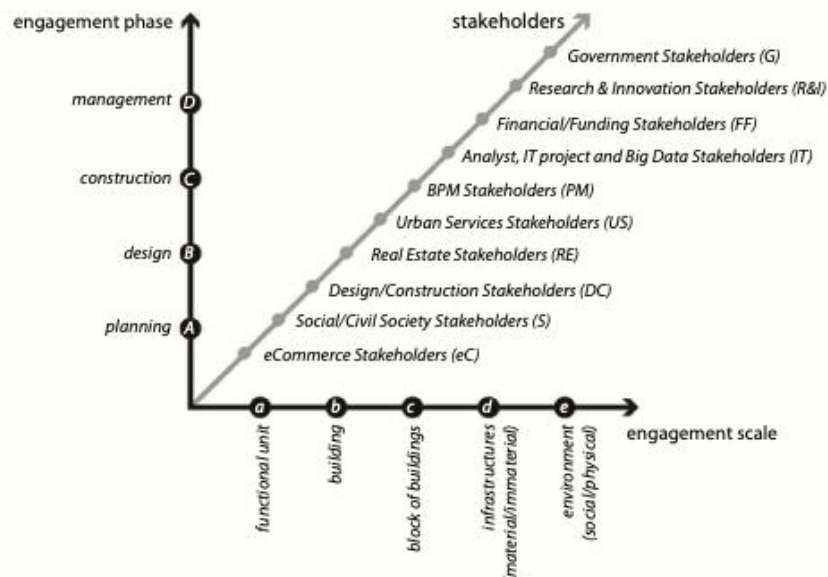 engagement phase
stakeholders
Government Stakeholders (G)
Research & Innovation Stakeholders (R&I)
management
D
Financial/Funding Stakeholders (FF)
Analyst, IT project and Big Data Stakeholders (IT)
construction
C
BPM Stakeholders (PM)
Urban Services Stakeholders (US)
design
B
Real Estate Stakeholders (RE)
Design/Construction Stakeholders (DC)
planning
A
Social/Civil Society Stakeholders (S)
eCommerce Stakeholders (eC)
a
b
c
d
e
engagement scale
functional unit
building
block of buildings
infrastructures
(material/immaterial)
environment
(social/physical)